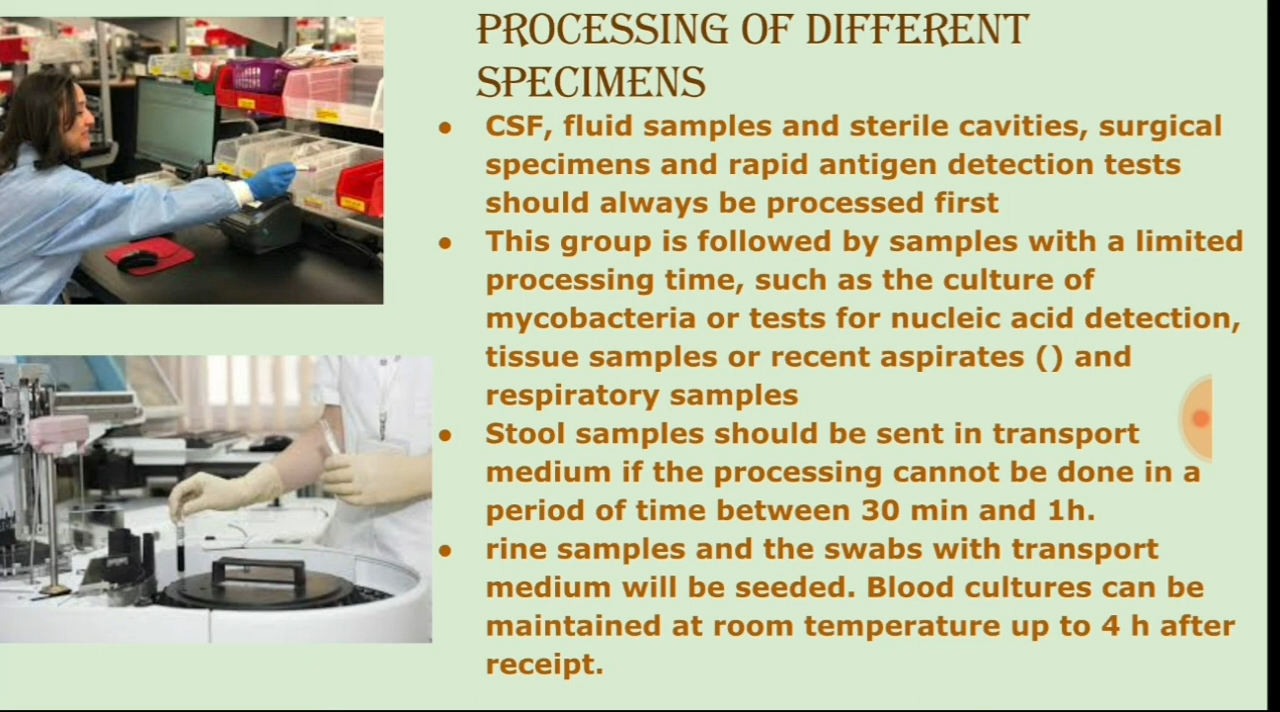 PROCESSING OF DIFFERENT
SPECIMENS
• CSF, fluid samples and sterile cavities, surgical
specimens and rapid antigen detection tests
should always be processed first
• This group is followed by samples with a limited
processing time, such as the culture of
mycobacteria or tests for nucleic acid detection,
tissue samples or recent aspirates () and
respiratory samples
• Stool samples should be sent in transport
medium if the processing cannot be done in a
period of time between 30 min and 1h.
• rine samples and the swabs with transport
medium will be seeded. Blood cultures can be
maintained at room temperature up to 4 h after
receipt.